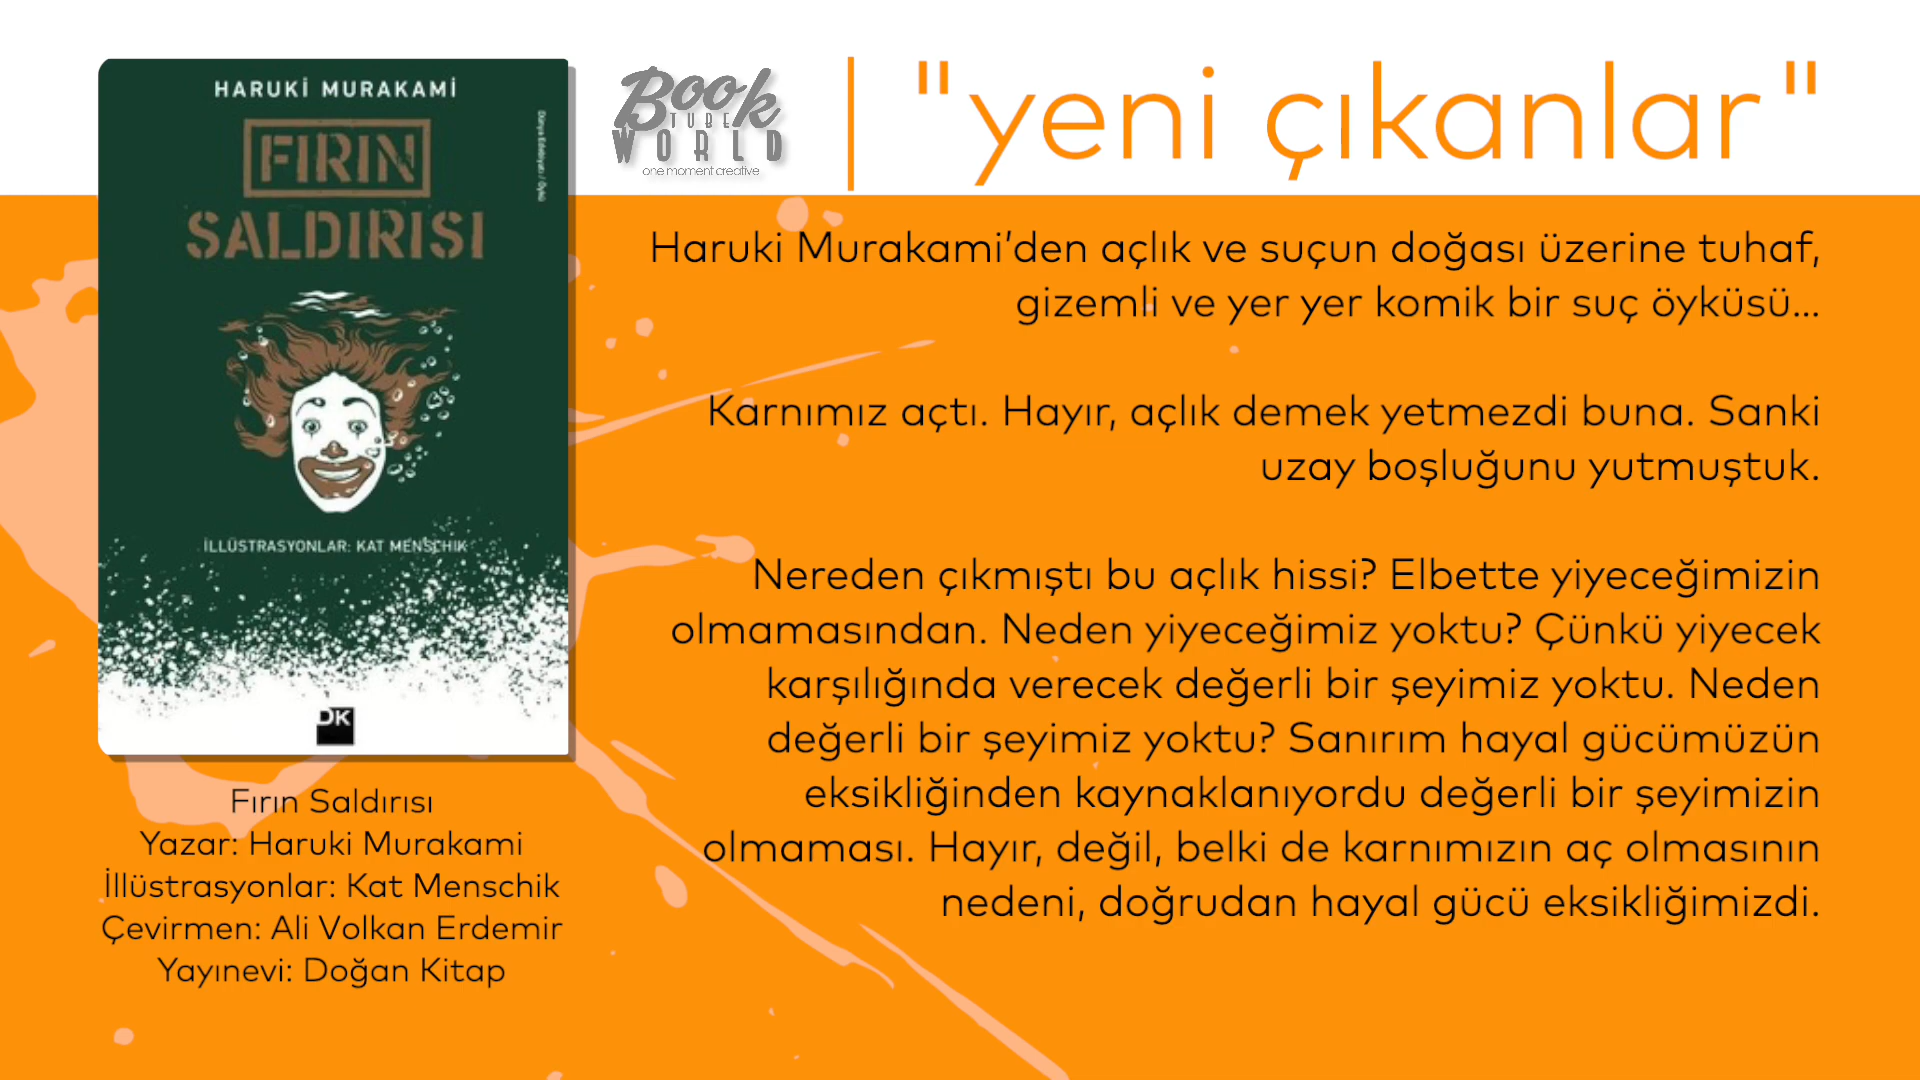 HARUKİ MURAKAMİ
FIRIN
SALDIRISI
Dünya Edebiyatı / Öykü
İLLÜSTRASYONLAR: KAT MENSCHIK
DK
Fırın Saldırısı
Yazar: Haruki Murakami
İllüstrasyonlar: Kat Menschik
Çevirmen: Ali Volkan Erdemir
Yayınevi: Doğan Kitap
Book
TUBE
WORLD
one moment creative
"yeni çıkanlar"
Haruki Murakami’den açlık ve suçun doğası üzerine tuhaf,
gizemli ve yer yer komik bir suç öyküsü...
Karnımız açtı. Hayır, açlık demek yetmezdi buna. Sanki
uzay boşluğunu yutmuştuk.
Nereden çıkmıştı bu açlık hissi? Elbette yiyeceğimizin
olmamasından. Neden yiyeceğimiz yoktu? Çünkü yiyecek
karşılığında verecek değerli bir şeyimiz yoktu. Neden
değerli bir şeyimiz yoktu? Sanırım hayal gücümüzün
eksikliğinden kaynaklanıyordu değerli bir şeyimizin
olmaması. Hayır, değil, belki de karnımızın aç olmasının
nedeni, doğrudan hayal gücü eksikliğimizdi.